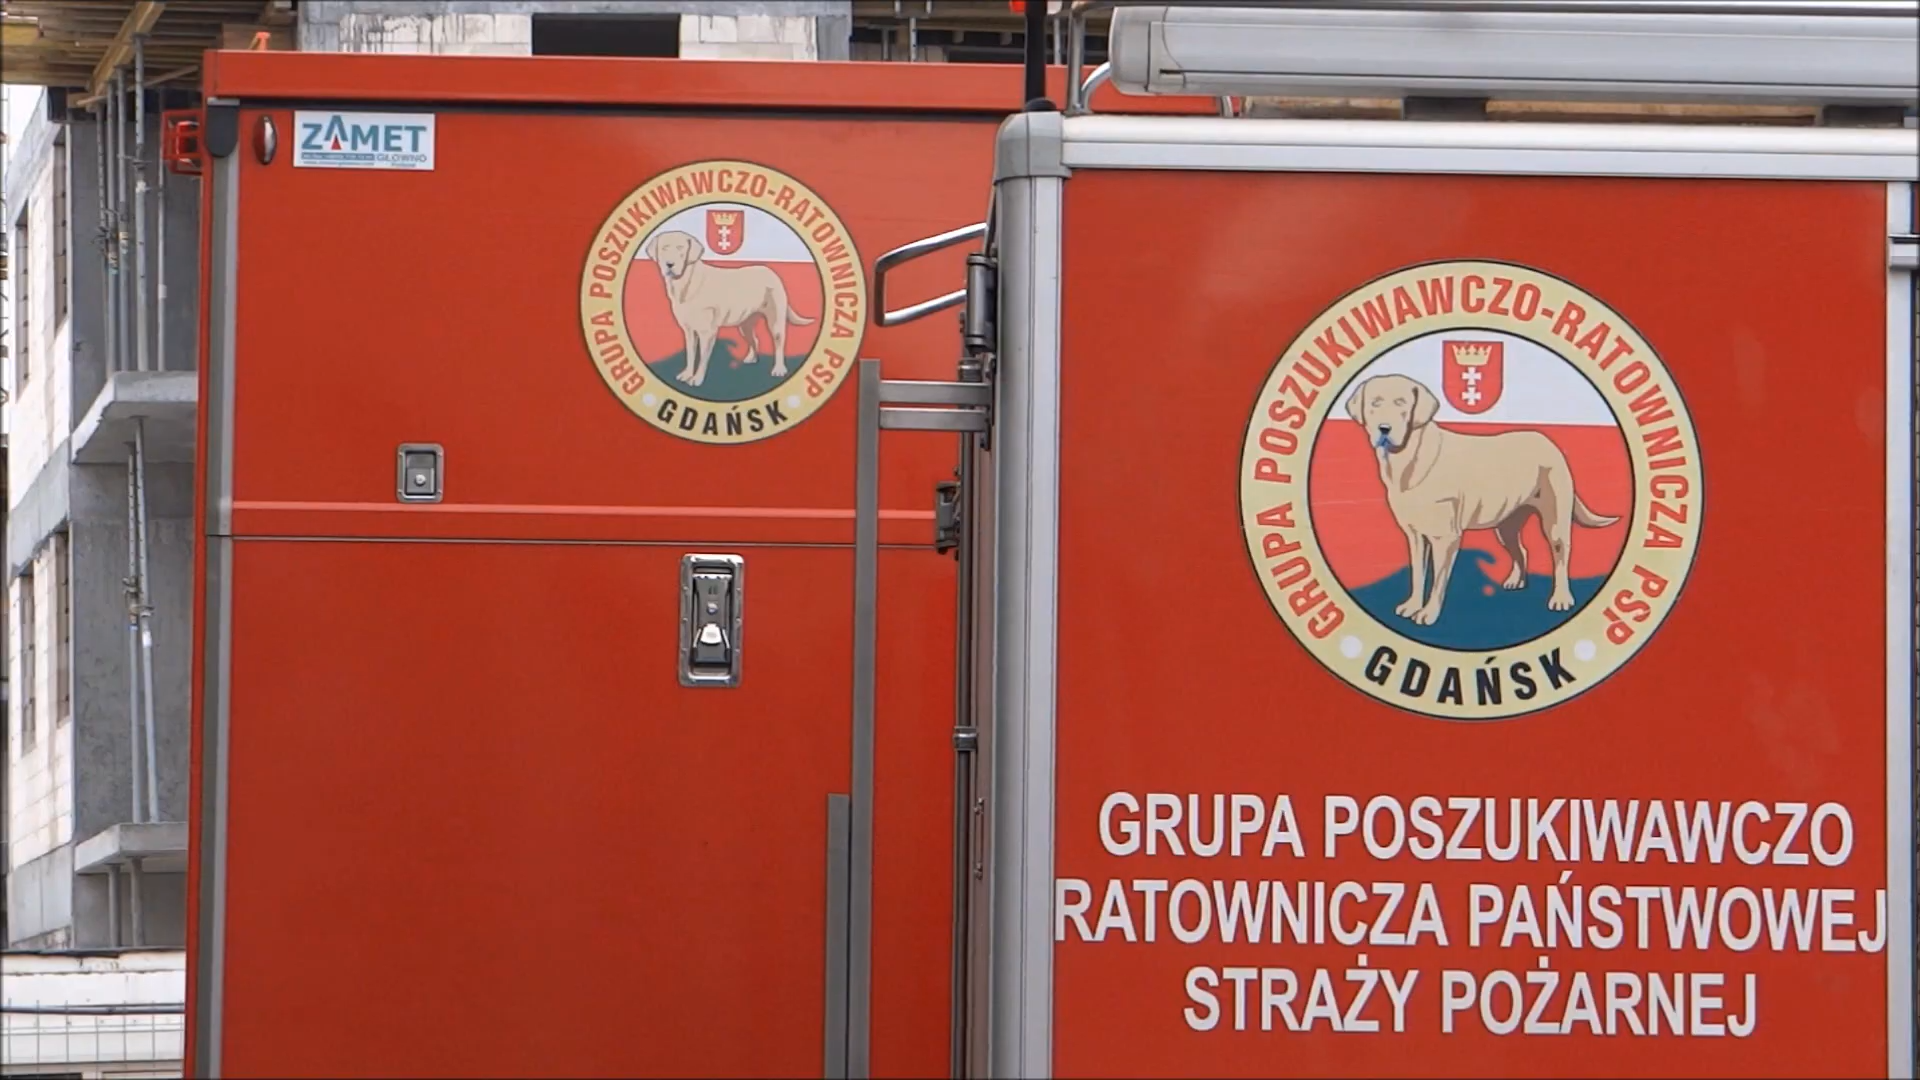 ZAMET
GŁOWNO
GRUPA POSZUKIWAWCZO-RATOWNICZA PSP
GDAŃSK
GRUPA POSZUKIWAWCZO-RATOWNICZA PSP
GDAŃSK
GRUPA POSZUKIWAWCZO
RATOWNICZA PAŃSTWOWEJ
STRAŻY POŻARNEJ